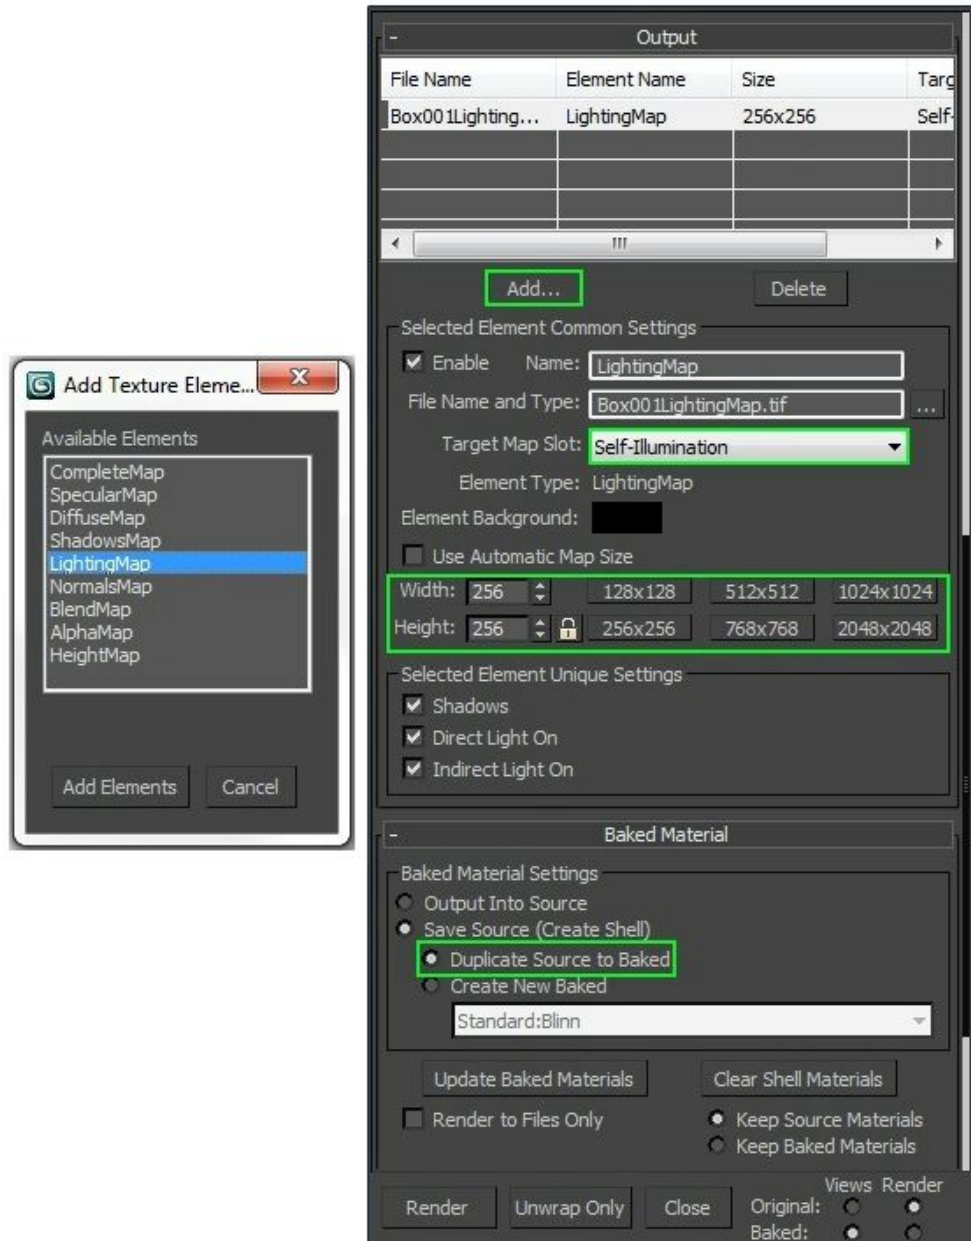 Output
File Name Element Name Size Targ
Box001Lighting... LightingMap 256x256 Self-
Add... Delete
Selected Element Common Settings
Enable Name: LightingMap
File Name and Type: Box001LightingMap.tif ...
Target Map Slot: Self-Illumination
Element Type: LightingMap
Element Background:
Use Automatic Map Size
Width: 256 128x128 512x512 1024x1024
Height: 256 256x256 768x768 2048x2048
Selected Element Unique Settings
Shadows
Direct Light On
Indirect Light On
Baked Material
Baked Material Settings
Output Into Source
Save Source (Create Shell)
Duplicate Source to Baked
Create New Baked
Standard:Blinn
Update Baked Materials Clear Shell Materials
Render to Files Only Keep Source Materials
Keep Baked Materials
Views Render
Render Unwrap Only Close Original:
Baked:
Add Texture Eleme...
Available Elements
CompleteMap
SpecularMap
DiffuseMap
ShadowsMap
LightingMap
NormalsMap
BlendMap
AlphaMap
HeightMap
Add Elements Cancel